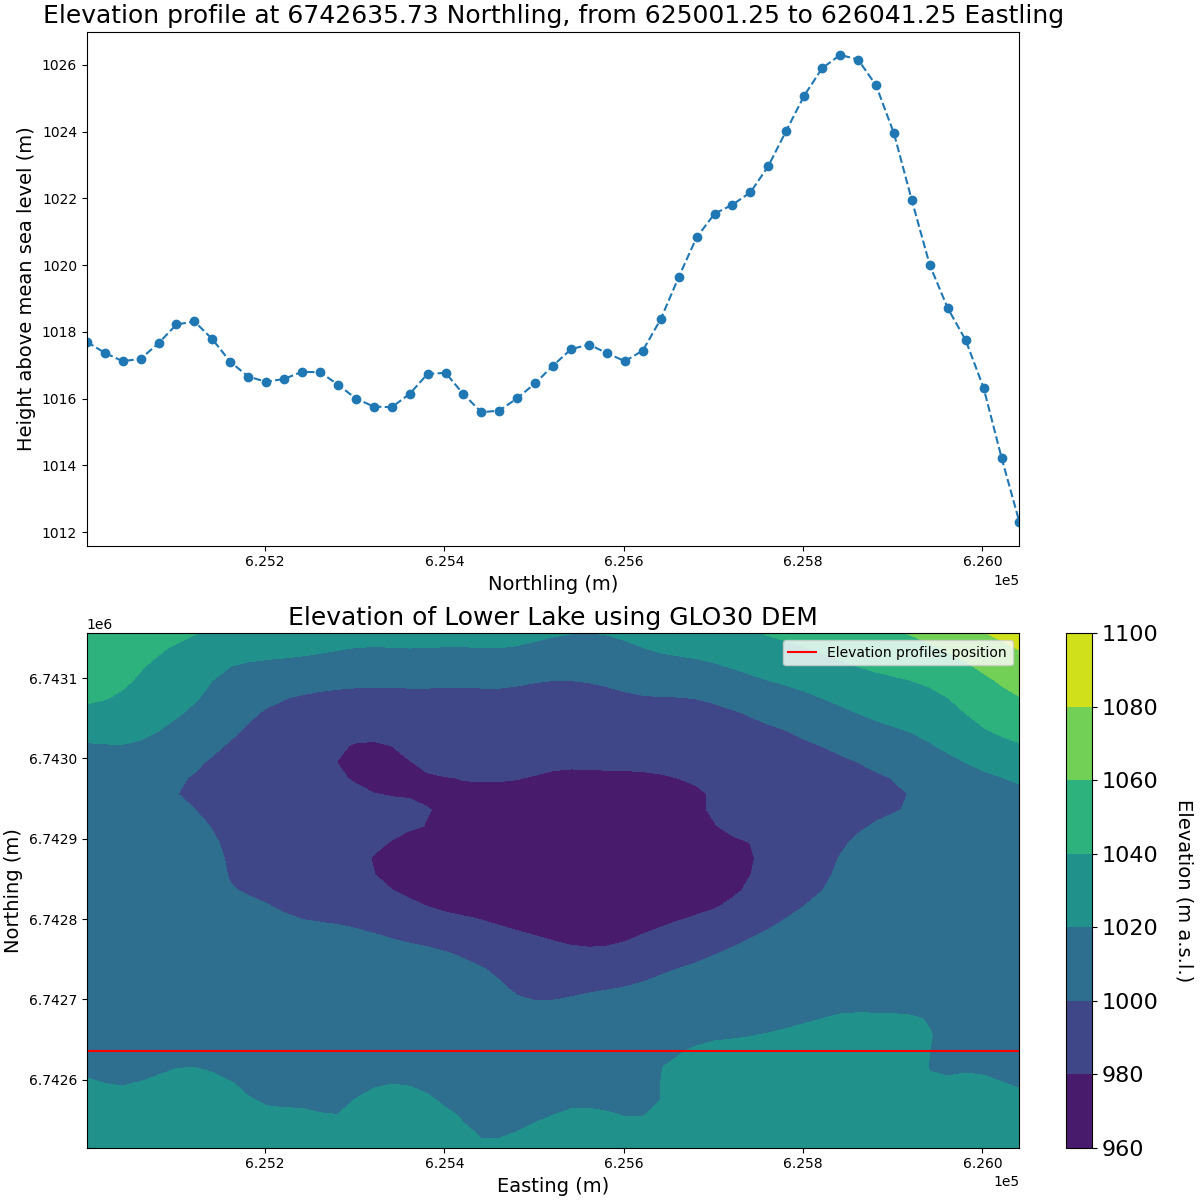 Elevation profile at 6742635.73 Northling, from 625001.25 to 626041.25 Eastling
Height above mean sea level (m)
1026
1024
1022
1020
1018
1016
1014
1012
6.252 6.254 6.256 6.258 6.260
1e5
Northling (m)
Elevation of Lower Lake using GLO30 DEM
1e6
Elevation profiles position
Northing (m)
6.7431
6.7430
6.7429
6.7428
6.7427
6.7426
6.252 6.254 6.256 6.258 6.260
1e5
Easting (m)
1100
1080
1060
1040
1020
1000
980
960
Elevation (m a.s.l.)